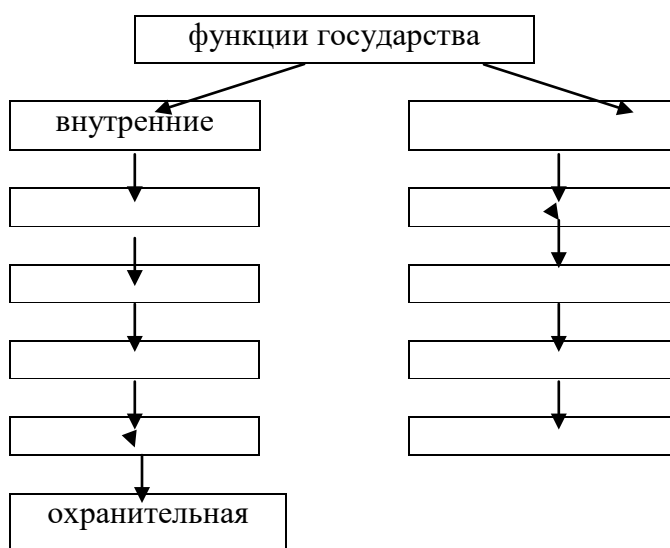 функции государства
внутренние
охранительная